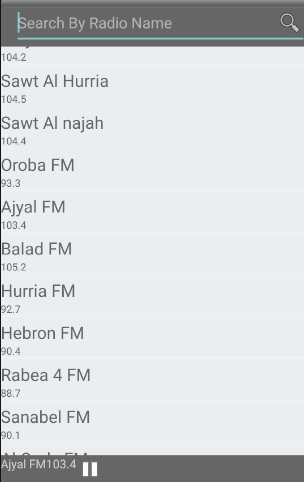 Search By Radio Name
104.2
Sawt Al Hurria
104.5
Sawt Al najah
104.4
Oroba FM
93.3
Ajyal FM
103.4
Balad FM
105.2
Hurria FM
92.7
Hebron FM
90.4
Rabea 4 FM
88.7
Sanabel FM
90.1
Ajyal FM103.4